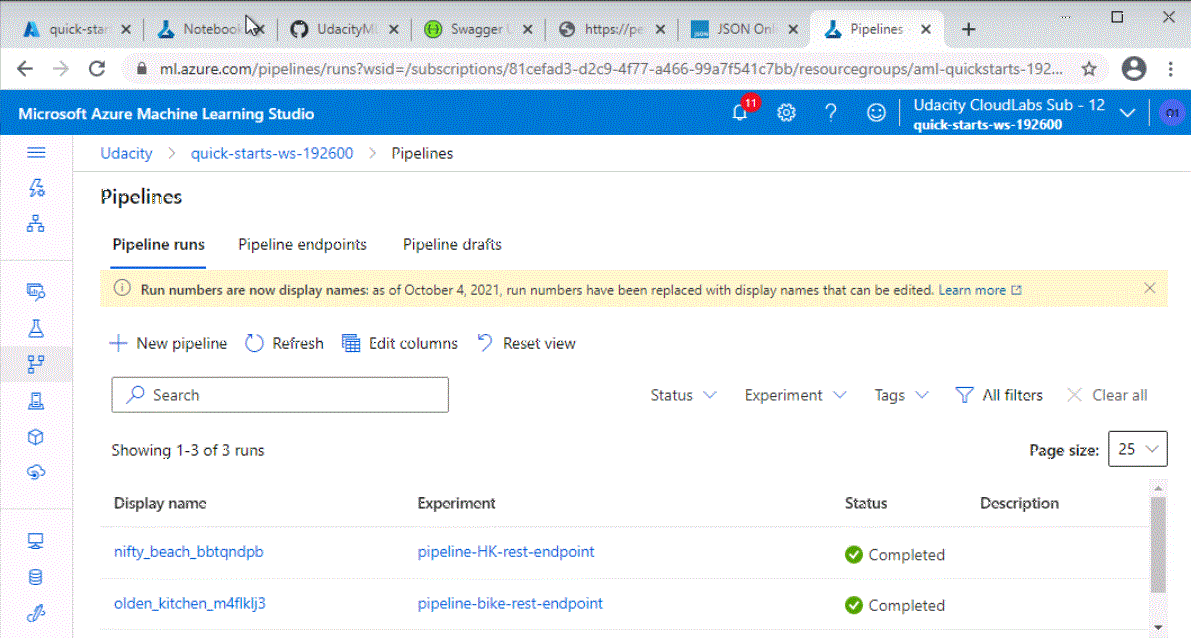 quick-star Notebook UdacityML Swagger U https://pe JSON Onli Pipelines
ml.azure.com/pipelines/runs?wsid=/subscriptions/81cefad3-d2c9-4f77-a466-99a7f541c7bb/resourcegroups/aml-quickstarts-192...
Microsoft Azure Machine Learning Studio
11
Udacity CloudLabs Sub - 12
quick-starts-ws-192600
Udacity > quick-starts-ws-192600 > Pipelines
Pipelines
Pipeline runs Pipeline endpoints Pipeline drafts
Run numbers are now display names: as of October 4, 2021, run numbers have been replaced with display names that can be edited. Learn more
New pipeline Refresh Edit columns Reset view
Search Status Experiment Tags All filters Clear all
Showing 1-3 of 3 runs Page size: 25
Display name Experiment Status Description
nifty_beach_bbtqndpb pipeline-HK-rest-endpoint Completed
olden_kitchen_m4flklj3 pipeline-bike-rest-endpoint Completed